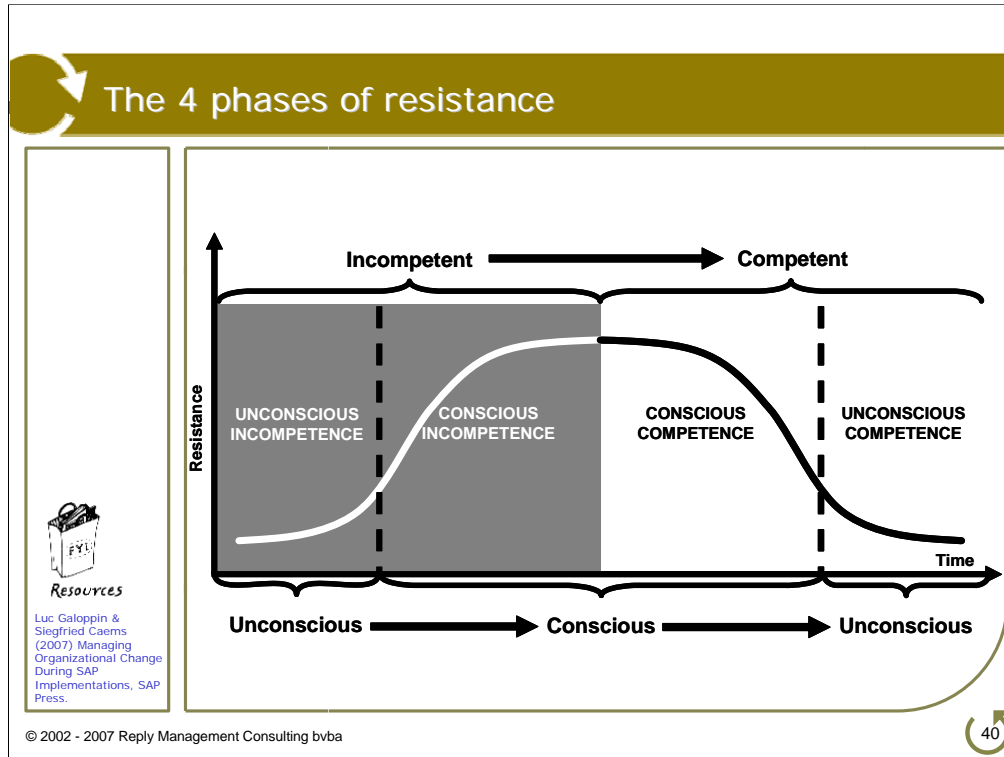 The 4 phases of resistance
Incompetent
Competent
Resistance
UNCONSCIOUS
INCOMPETENCE
CONSCIOUS
INCOMPETENCE
CONSCIOUS
COMPETENCE
UNCONSCIOUS
COMPETENCE
Time
Unconscious
Conscious
Unconscious
FYI
Resources
Luc Galoppin &
Siegfried Caems
(2007) Managing
Organizational Change
During SAP
Implementations, SAP
Press.
© 2002 - 2007 Reply Management Consulting bvba
40